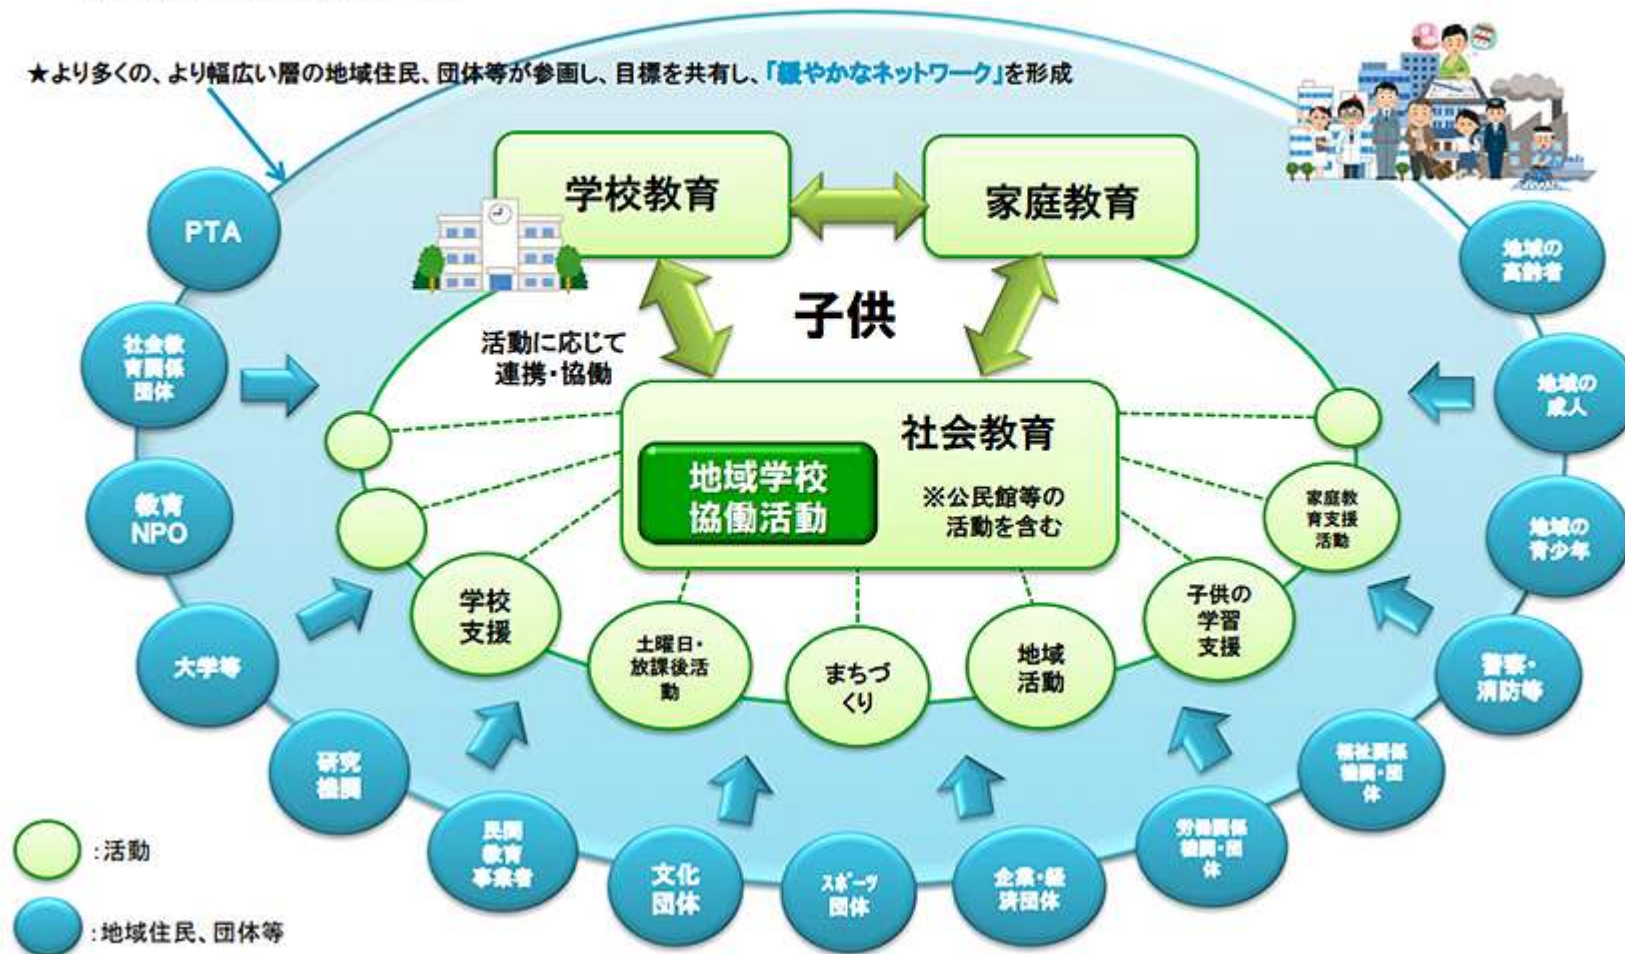 ★より多くの、より幅広い層の地域住民、団体等が参画し、目標を共有し、「緩やかなネットワーク」を形成
学校教育
家庭教育
子供
活動に応じて
連携・協働
社会教育
地域学校
協働活動
※公民館等の
活動を含む
学校
支援
土曜日・
放課後活
動
まちづ
くり
地域
活動
子供の
学習
支援
家庭教
育支援
活動
PTA
社会教
育関係
団体
教育
NPO
大学等
研究
機関
民間
教育
事業者
文化
団体
スポーツ
団体
企業・経
済団体
労働関係
機関・団
体
福祉関係
機関・団
体
警察・
消防等
地域の
青少年
地域の
成人
地域の
高齢者
:活動
:地域住民、団体等